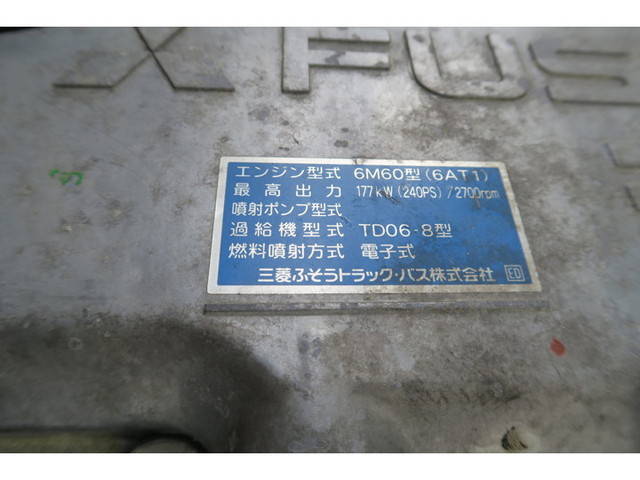 FUS
エンジン型式 6M60型(6AT1)
最高出力 177kW(240PS)/2700rpm
噴射ポンプ型式
過給機型式 TD06-8型
燃料噴射方式 電子式
三菱ふそうトラック・バス株式会社 ED